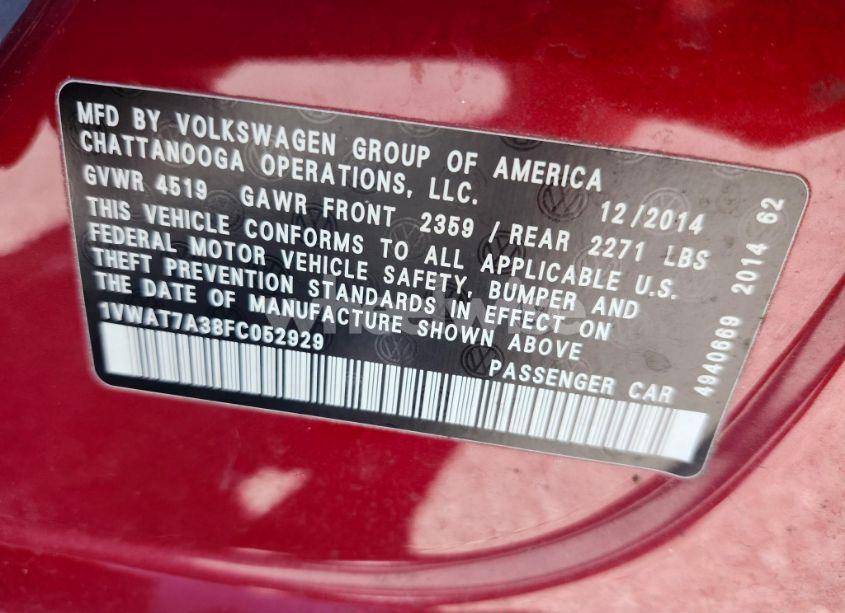 MFD BY VOLKSWAGEN GROUP OF AMERICA
CHATTANOOGA OPERATIONS, LLC.
12/2014
GVWR 4519 GAWR FRONT 2359 / REAR 2271 LBS
THIS VEHICLE CONFORMS TO ALL APPLICABLE U.S.
FEDERAL MOTOR VEHICLE SAFETY, BUMPER AND
THEFT PREVENTION STANDARDS IN EFFECT ON
THE DATE OF MANUFACTURE SHOWN ABOVE
1VWAT7A38FC052929
PASSENGER CAR
4940669 2014 62